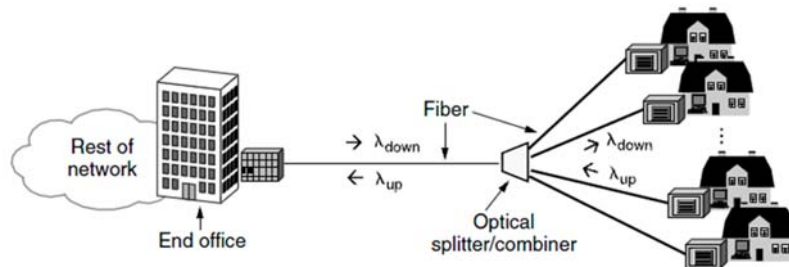 Rest of
network
End office
λdown
λup
Fiber
Optical
splitter/combiner
λdown
λup